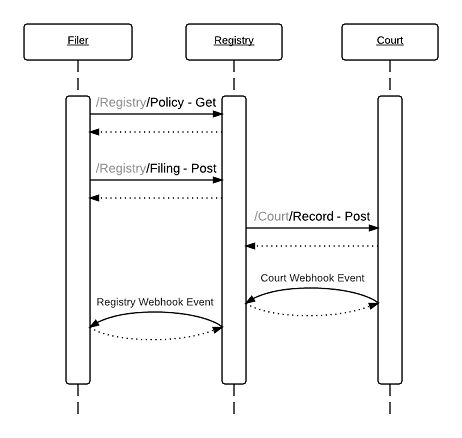 Filer
Registry
Court
/Registry/Policy - Get
/Registry/Filing - Post
/Court/Record - Post
Court Webhook Event
Registry Webhook Event